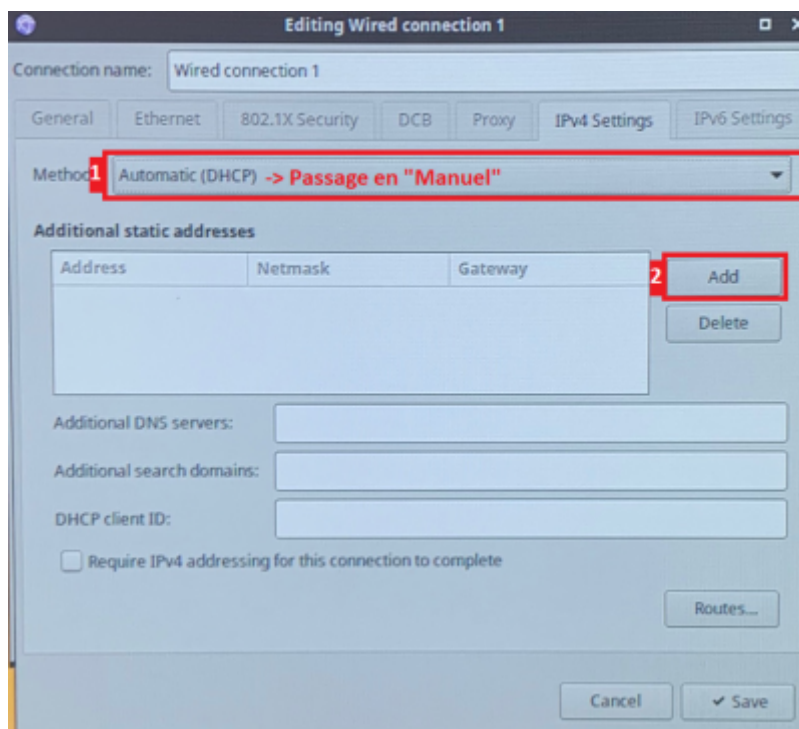 Editing Wired connection 1
Connection name: Wired connection 1
General Ethernet 802.1X Security DCB Proxy IPv4 Settings IPv6 Settings
Method 1 Automatic (DHCP) -> Passage en "Manuel"
Additional static addresses
Address Netmask Gateway 2 Add
Delete
Additional DNS servers:
Additional search domains:
DHCP client ID:
Require IPv4 addressing for this connection to complete
Routes...
Cancel Save